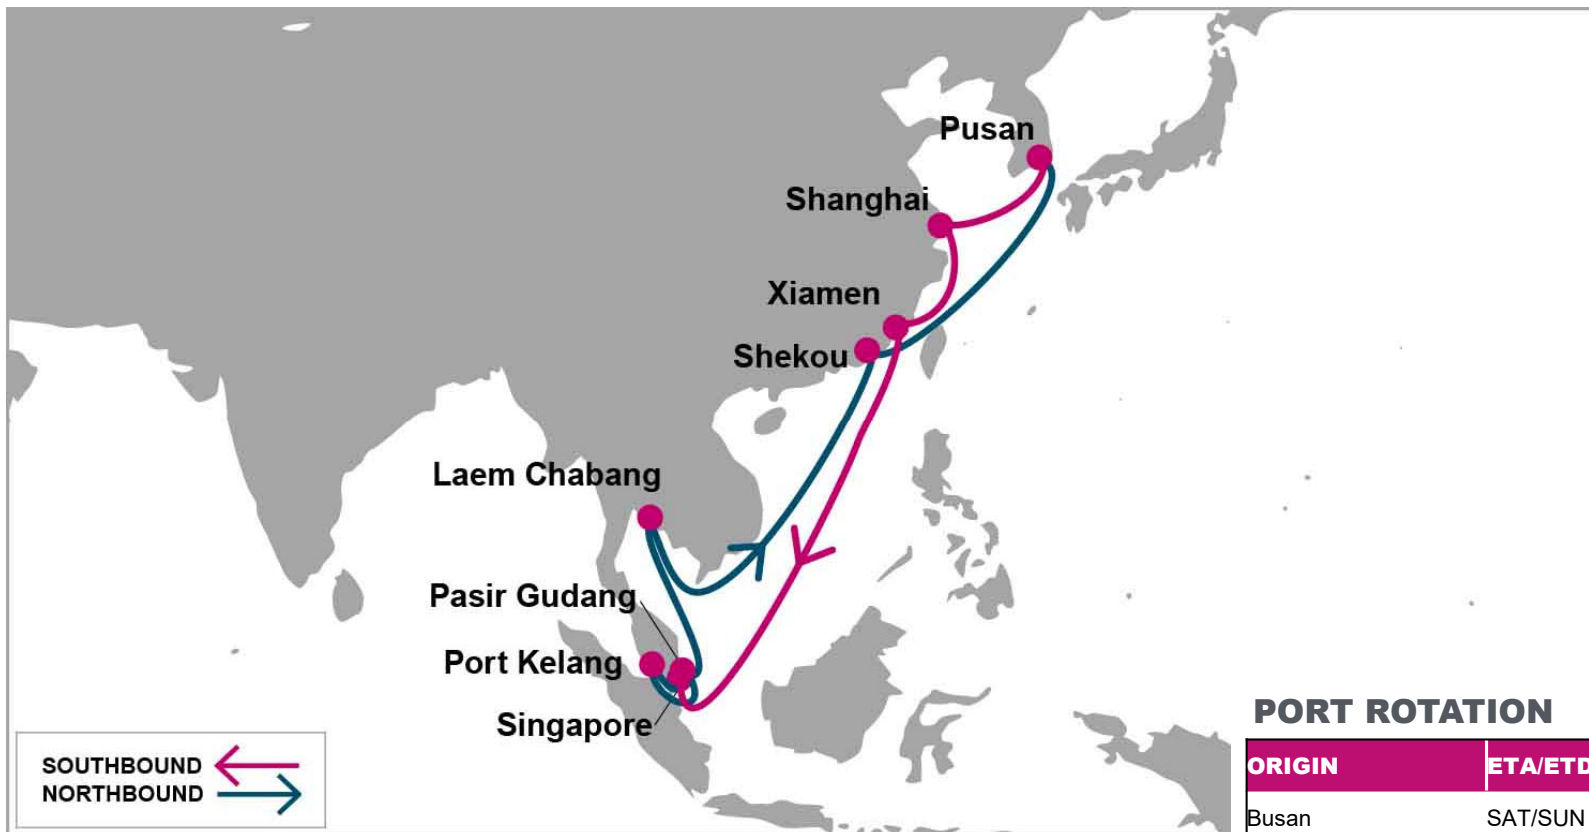 Pusan
Shanghai
Xiamen
Shekou
Laem Chabang
Pasir Gudang
Port Kelang
Singapore
SOUTHBOUND
NORTHBOUND
PORT ROTATION
ORIGIN ETA/ETD
Busan SAT/SUN